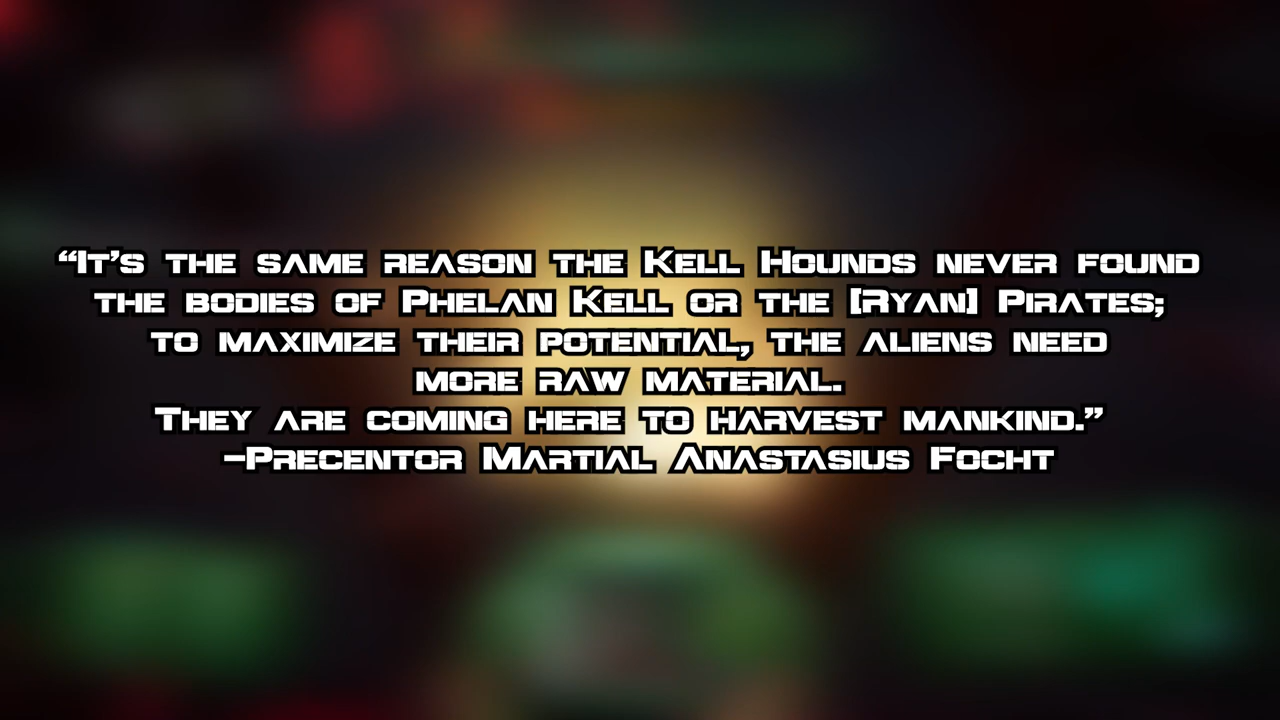 “It’s the same reason the Kell Hounds never found
the bodies of Phelan Kell or the [Ryan] Pirates;
to maximize their potential, the aliens need
more raw material.
They are coming here to harvest mankind.”
-Precentor Martial Anastasius Focht